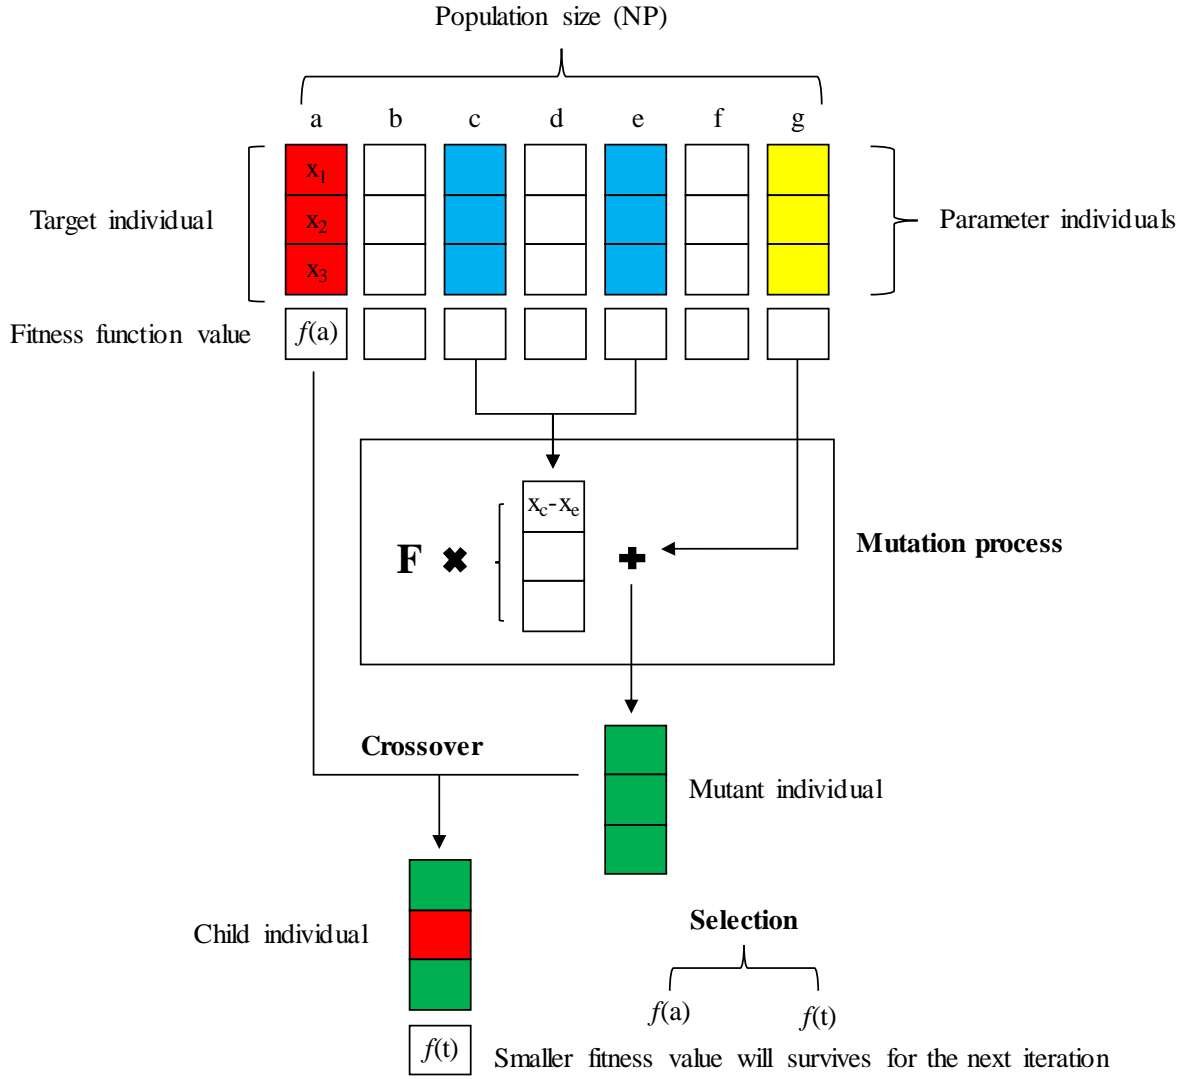 Population size (NP)
a b c d e f g
x1
Target individual x2 Parameter individuals
x3
Fitness function value f(a)
xc-xe
F ✖ ✚ Mutation process
Crossover
Mutant individual
Child individual
Selection
f(a) f(t)
f(t) Smaller fitness value will survives for the next iteration